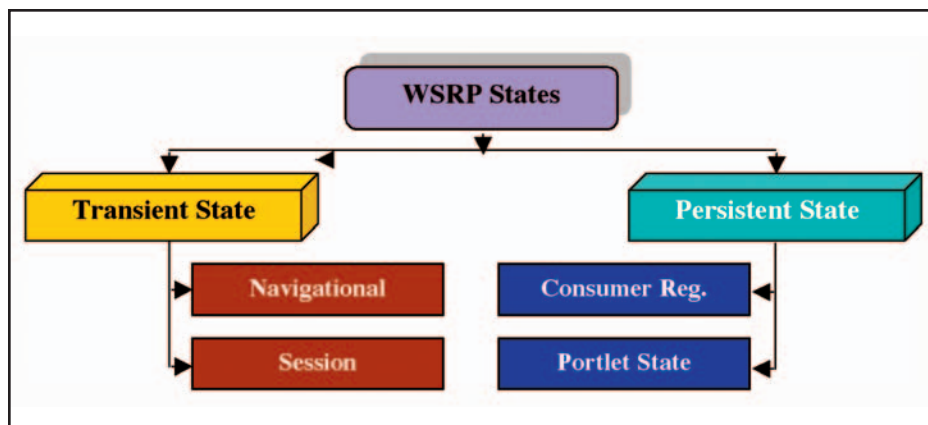 WSRP States
Transient State
Persistent State
Navigational
Consumer Reg.
Session
Portlet State